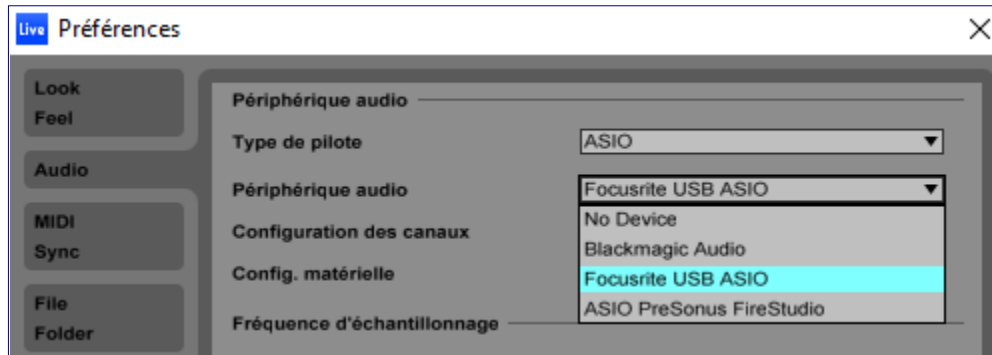 Live Préférences
Look
Feel
Audio
MIDI
Sync
File
Folder
Périphérique audio
Type de pilote ASIO
Périphérique audio Focusrite USB ASIO
No Device
Configuration des canaux
Blackmagic Audio
Config. matérielle
Focusrite USB ASIO
ASIO PreSonus FireStudio
Fréquence d'échantillonnage